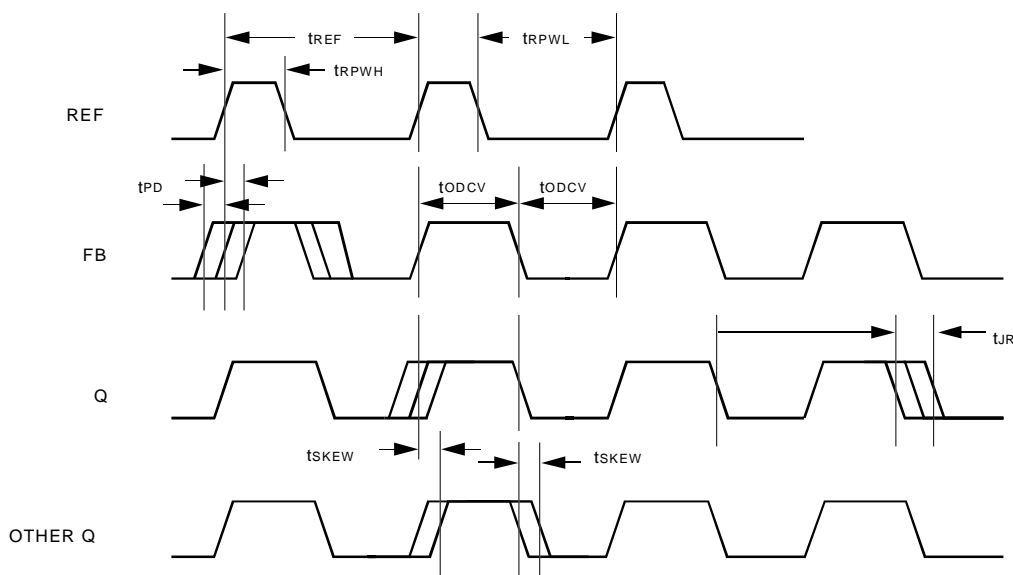 tREF
tRPWL
tRPWH
REF
tPD
tODCV
tODCV
FB
tJR
Q
tSKEW
tSKEW
OTHER Q